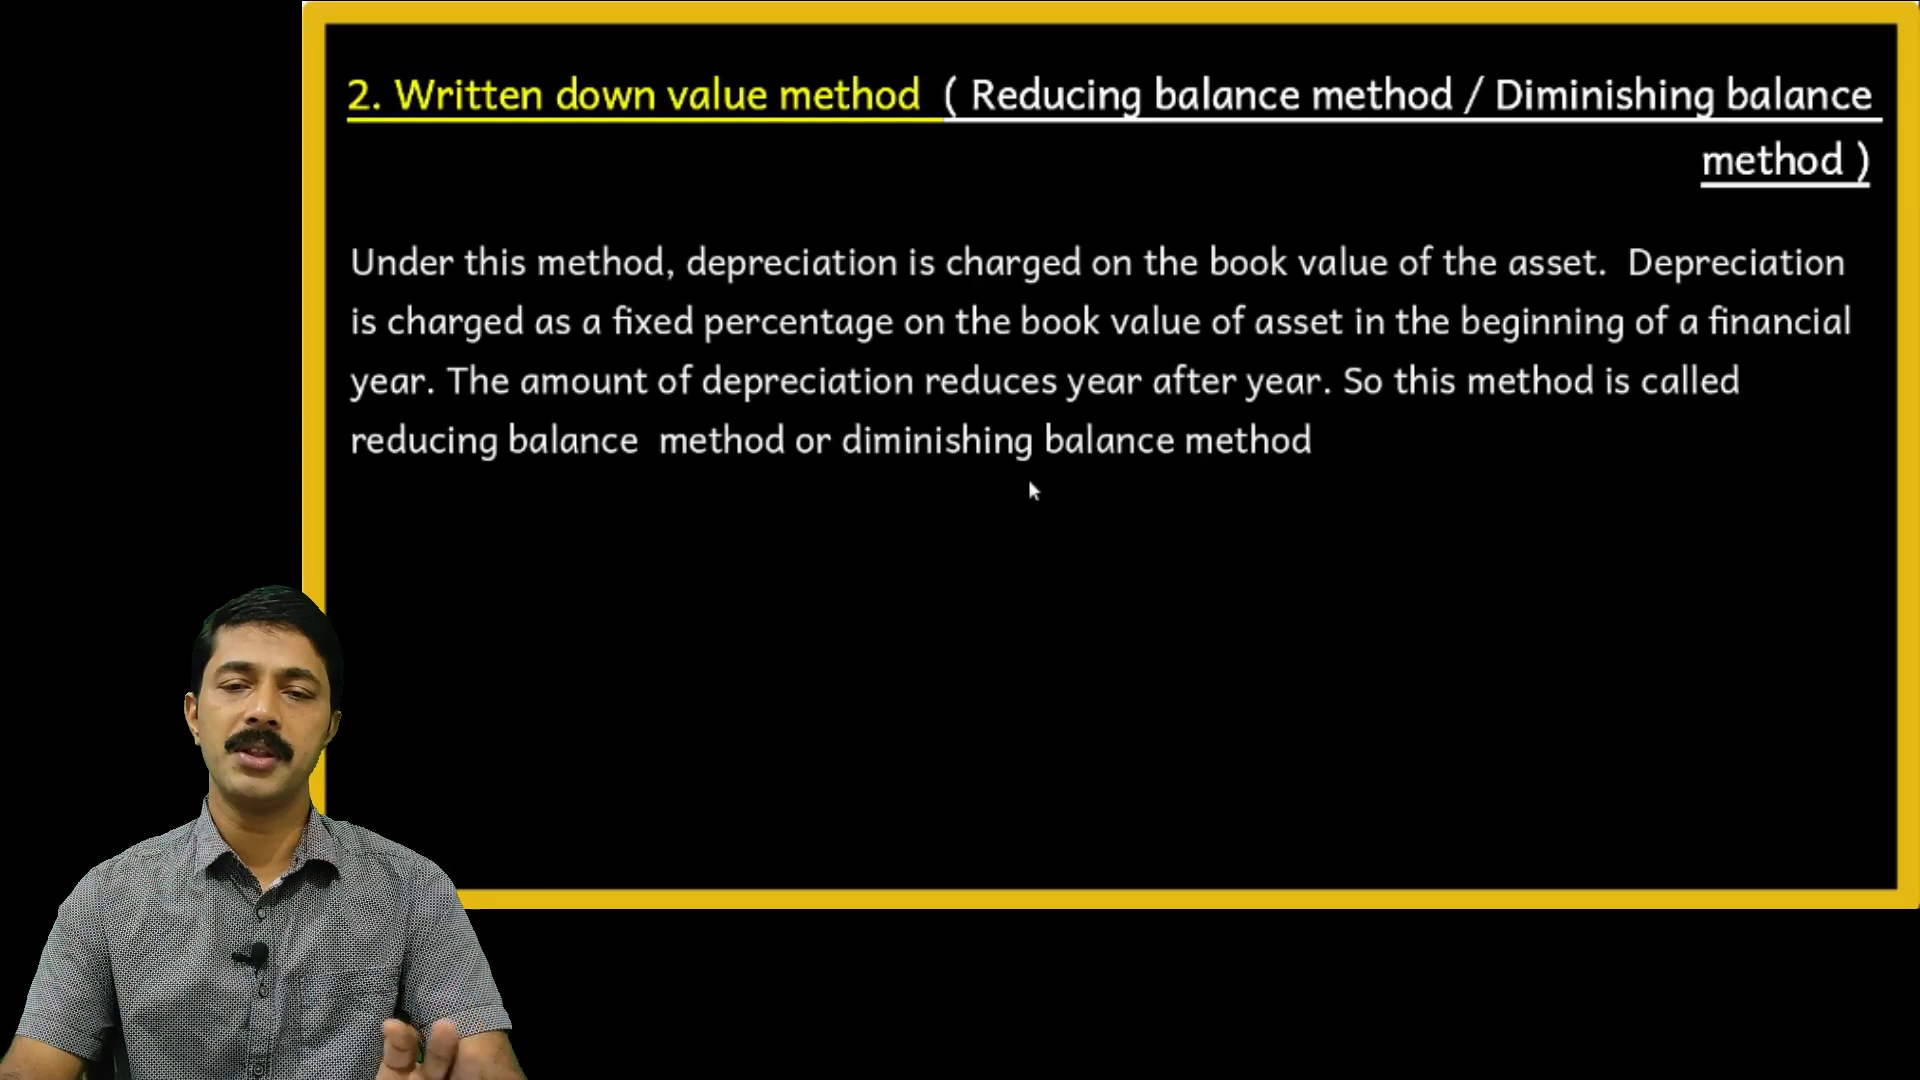 2. Written down value method ( Reducing balance method / Diminishing balance
method )
Under this method, depreciation is charged on the book value of the asset. Depreciation
is charged as a fixed percentage on the book value of asset in the beginning of a financial
year. The amount of depreciation reduces year after year. So this method is called
reducing balance method or diminishing balance method